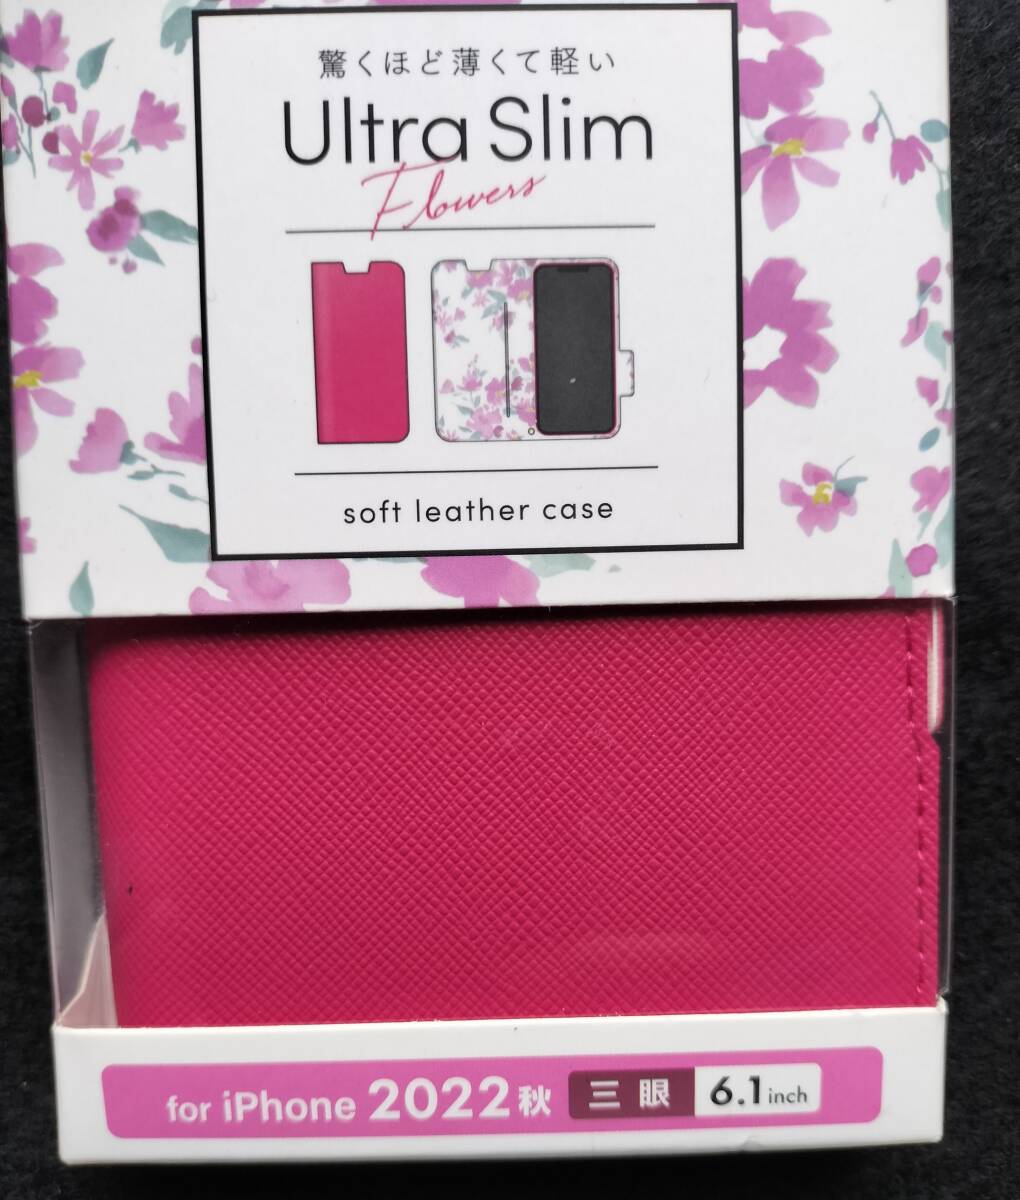 驚くほど薄くて軽い
Ultra Slim
Flowers
soft leather case
for iPhone 2022秋 三眼 6.1inch